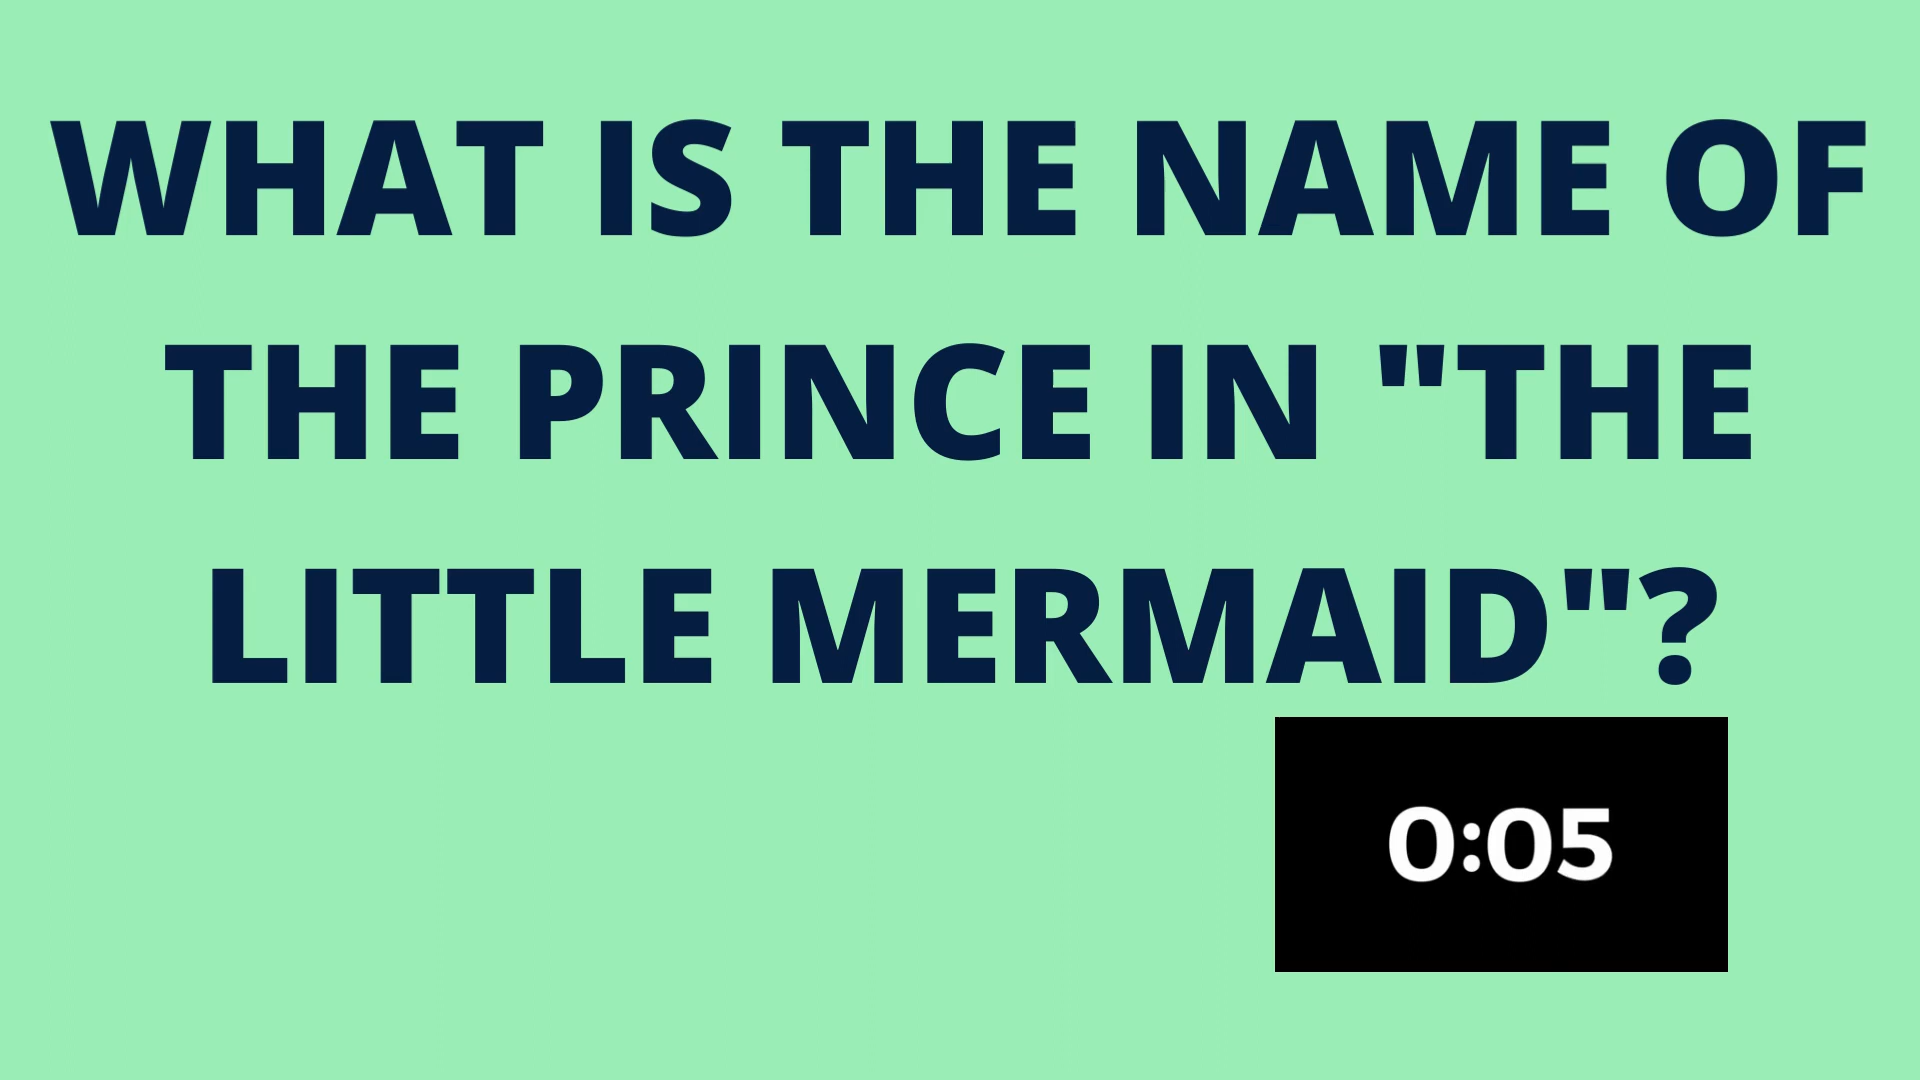 WHAT IS THE NAME OF
THE PRINCE IN "THE
LITTLE MERMAID"?
0:05